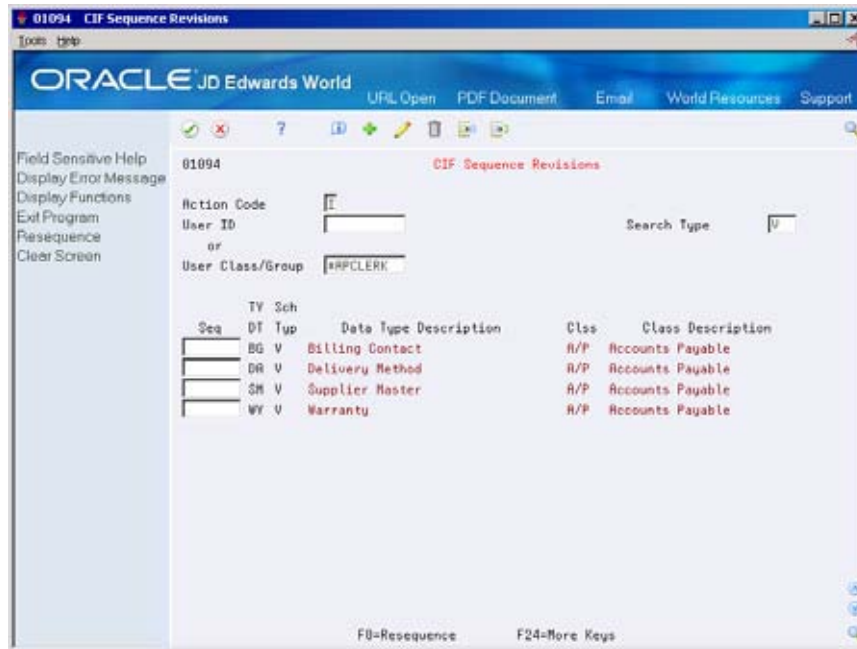 01094 CIF Sequence Revisions
Tools Help
ORACLE JD Edwards World
URL Open PDF Document Email World Resources Support
Field Sensitive Help
Display Error Message
Display Functions
Exit Program
Resequence
Clear Screen
01094 CIF Sequence Revisions
Action Code I
User ID Search Type V
or
User Class/Group *APCLERK
TY Sch
Seq DT Typ Data Type Description Clss Class Description
BG V Billing Contact A/P Accounts Payable
DA V Delivery Method A/P Accounts Payable
SM V Supplier Master A/P Accounts Payable
WY V Warranty A/P Accounts Payable
F8=Resequence F24=More Keys